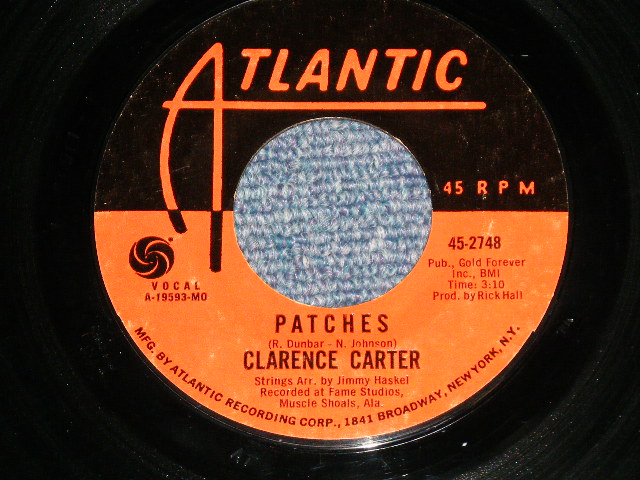 ATLANTIC
45 RPM
45-2748
Pub., Gold Forever
Inc., BMI
Time: 3:10
Prod. by Rick Hall
VOCAL
A-19593-MO
PATCHES
(R. Dunbar - N. Johnson)
CLARENCE CARTER
Strings Arr. by Jimmy Haskel
Recorded at Fame Studios,
Muscle Shoals, Ala.
MFG. BY ATLANTIC RECORDING CORP., 1841 BROADWAY, NEW YORK, N.Y.